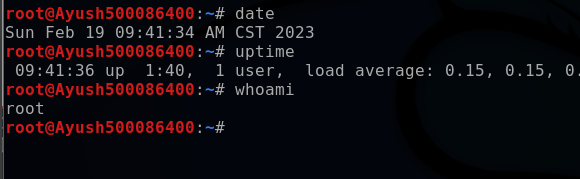 root@Ayush500086400:~# date
Sun Feb 19 09:41:34 AM CST 2023
root@Ayush500086400:~# uptime
 09:41:36 up  1:40,  1 user,  load average: 0.15, 0.15, 0.
root@Ayush500086400:~# whoami
root
root@Ayush500086400:~#